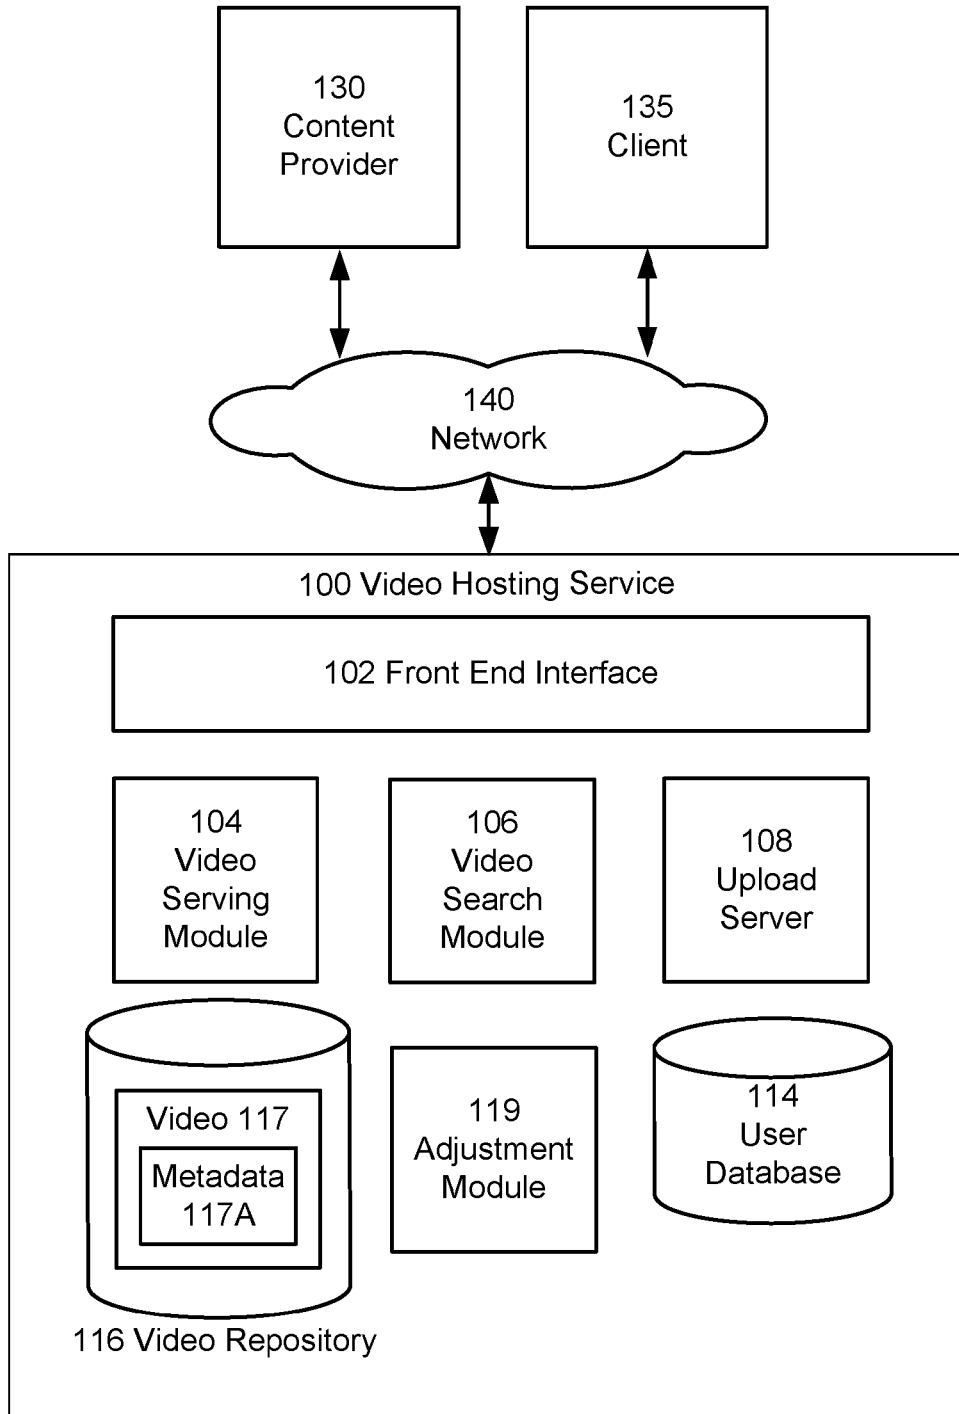 130
Content
Provider
135
Client
140
Network
100 Video Hosting Service
102 Front End Interface
104
Video
Serving
Module
106
Video
Search
Module
108
Upload
Server
Video 117
Metadata
117A
119
Adjustment
Module
114
User
Database
116 Video Repository